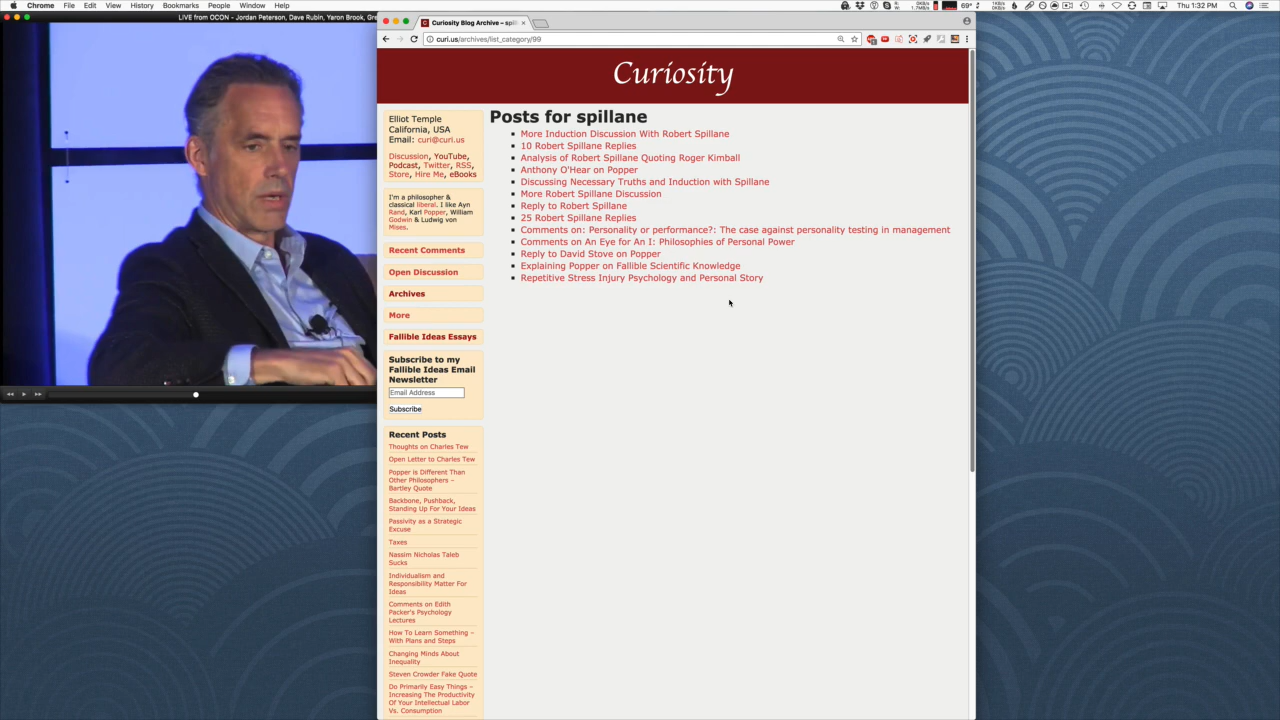 Chrome File Edit View History Bookmarks People Window Help
69°
Thu 1:32 PM
LIVE from OCON - Jordan Peterson, Dave Rubin, Yaron Brook, Gre
Curiosity Blog Archive – spil
curi.us/archives/list_category/99
Curiosity
Elliot Temple
California, USA
Email: curi@curi.us
Discussion, YouTube,
Podcast, Twitter, RSS,
Store, Hire Me, eBooks
I'm a philosopher &
classical liberal. I like Ayn
Rand, Karl Popper, William
Godwin & Ludwig von
Mises.
Recent Comments
Open Discussion
Archives
More
Fallible Ideas Essays
Subscribe to my
Fallible Ideas Email
Newsletter
Email Address
Subscribe
Recent Posts
Thoughts on Charles Tew
Open Letter to Charles Tew
Popper is Different Than
Other Philosophers –
Bartley Quote
Backbone, Pushback,
Standing Up For Your Ideas
Passivity as a Strategic
Excuse
Taxes
Nassim Nicholas Taleb
Sucks
Individualism and
Responsibility Matter For
Ideas
Comments on Edith
Packer's Psychology
Lectures
How To Learn Something –
With Plans and Steps
Changing Minds About
Inequality
Steven Crowder Fake Quote
Do Primarily Easy Things –
Increasing The Productivity
Of Your Intellectual Labor
Vs. Consumption
Posts for spillane
More Induction Discussion With Robert Spillane
10 Robert Spillane Replies
Analysis of Robert Spillane Quoting Roger Kimball
Anthony O'Hear on Popper
Discussing Necessary Truths and Induction with Spillane
More Robert Spillane Discussion
Reply to Robert Spillane
25 Robert Spillane Replies
Comments on: Personality or performance?: The case against personality testing in management
Comments on An Eye for An I: Philosophies of Personal Power
Reply to David Stove on Popper
Explaining Popper on Fallible Scientific Knowledge
Repetitive Stress Injury Psychology and Personal Story